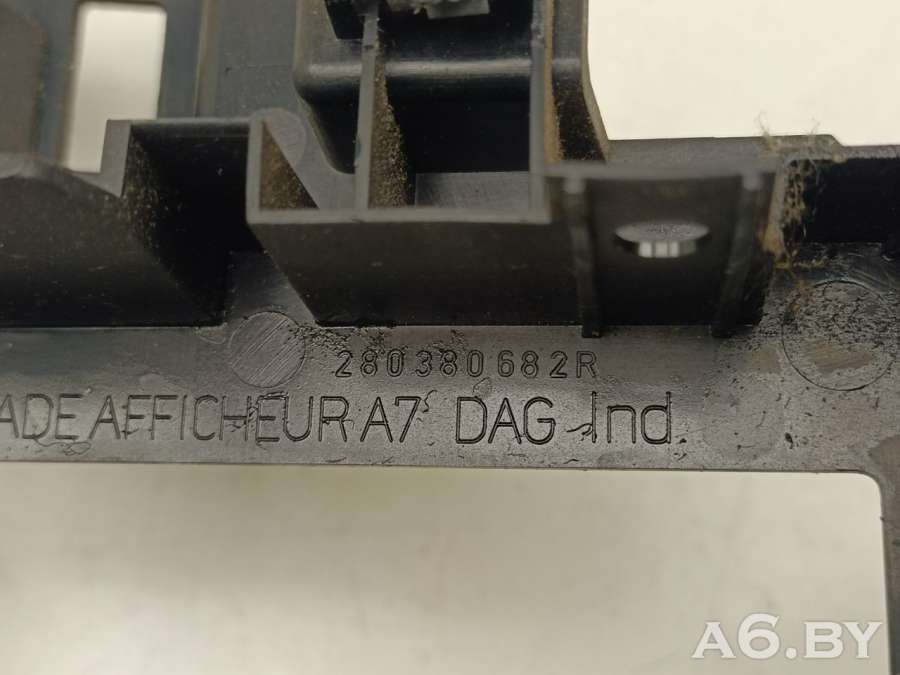 280380682R
ADE AFFICHEUR A7 DAG Ind.
A6.BY